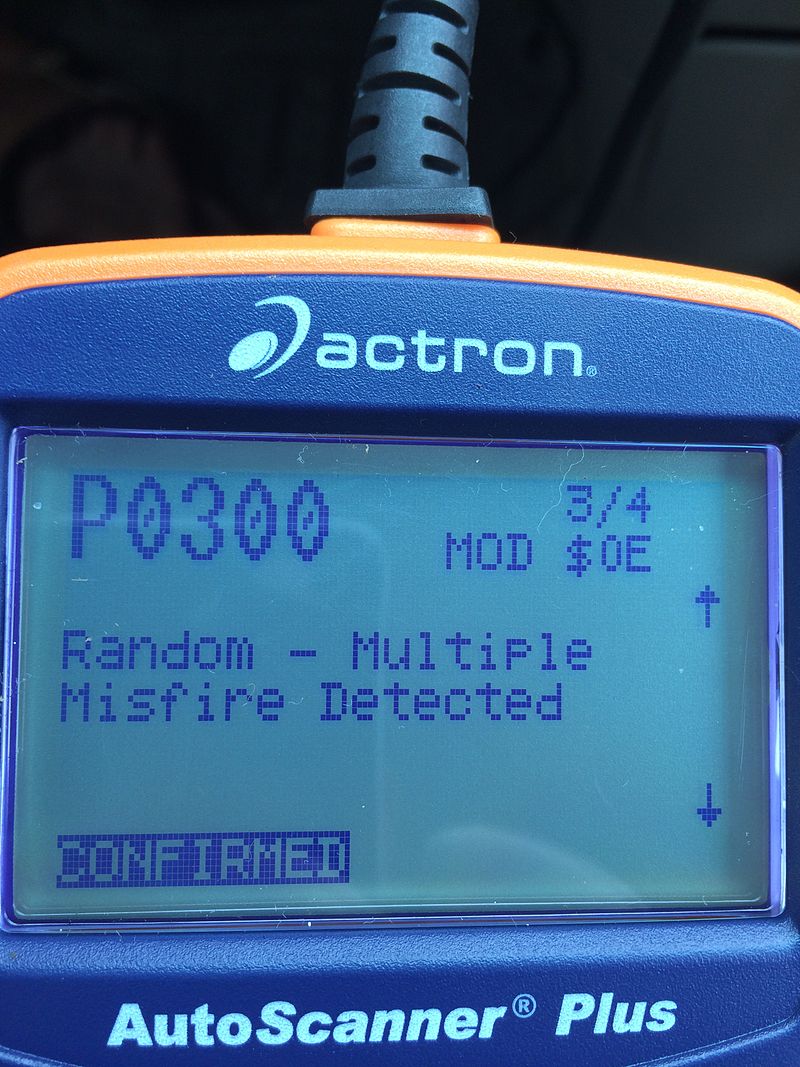 actron®
P0300 3/4
MOD $0E
↑
Random - Multiple
Misfire Detected
↓
CONFIRMED
AutoScanner® Plus